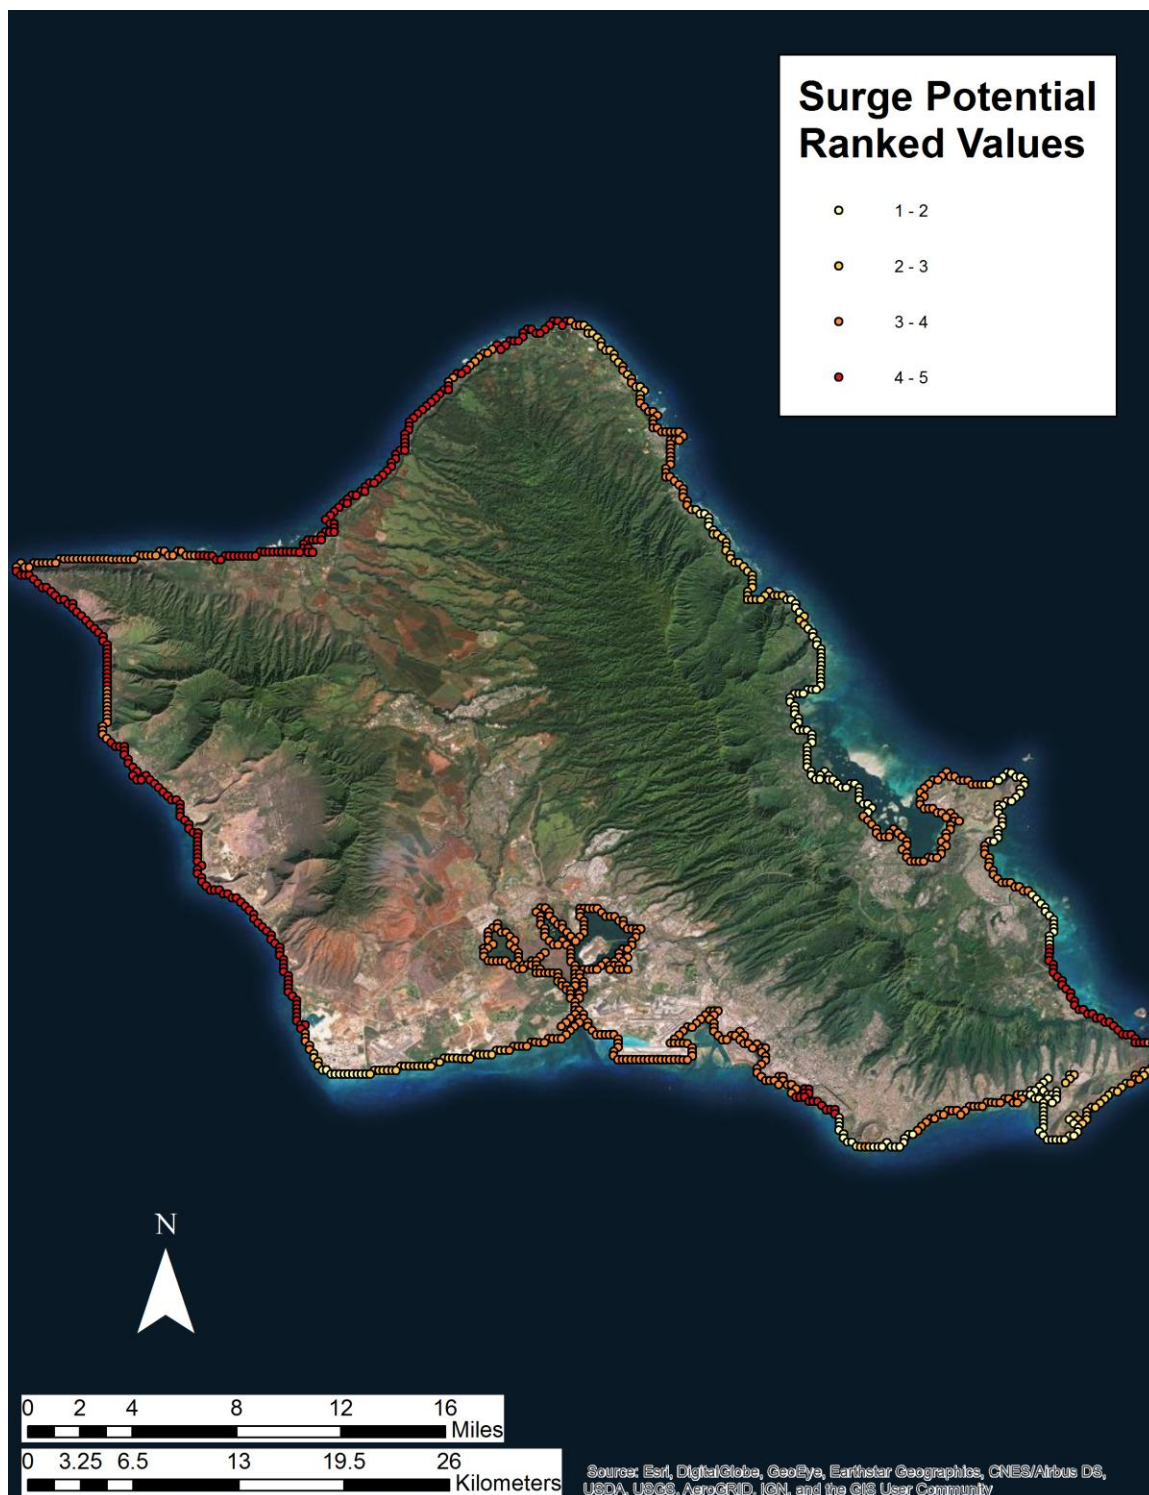 Surge Potential
Ranked Values
1 - 2
2 - 3
3 - 4
4 - 5
N
0 2 4 8 12 16
Miles
0 3.25 6.5 13 19.5 26
Kilometers
Source: Esri, DigitalGlobe, GeoEye, Earthstar Geographics, CNES/Airbus DS,
USDA, USGS, AeroGRID, IGN, and the GIS User Community